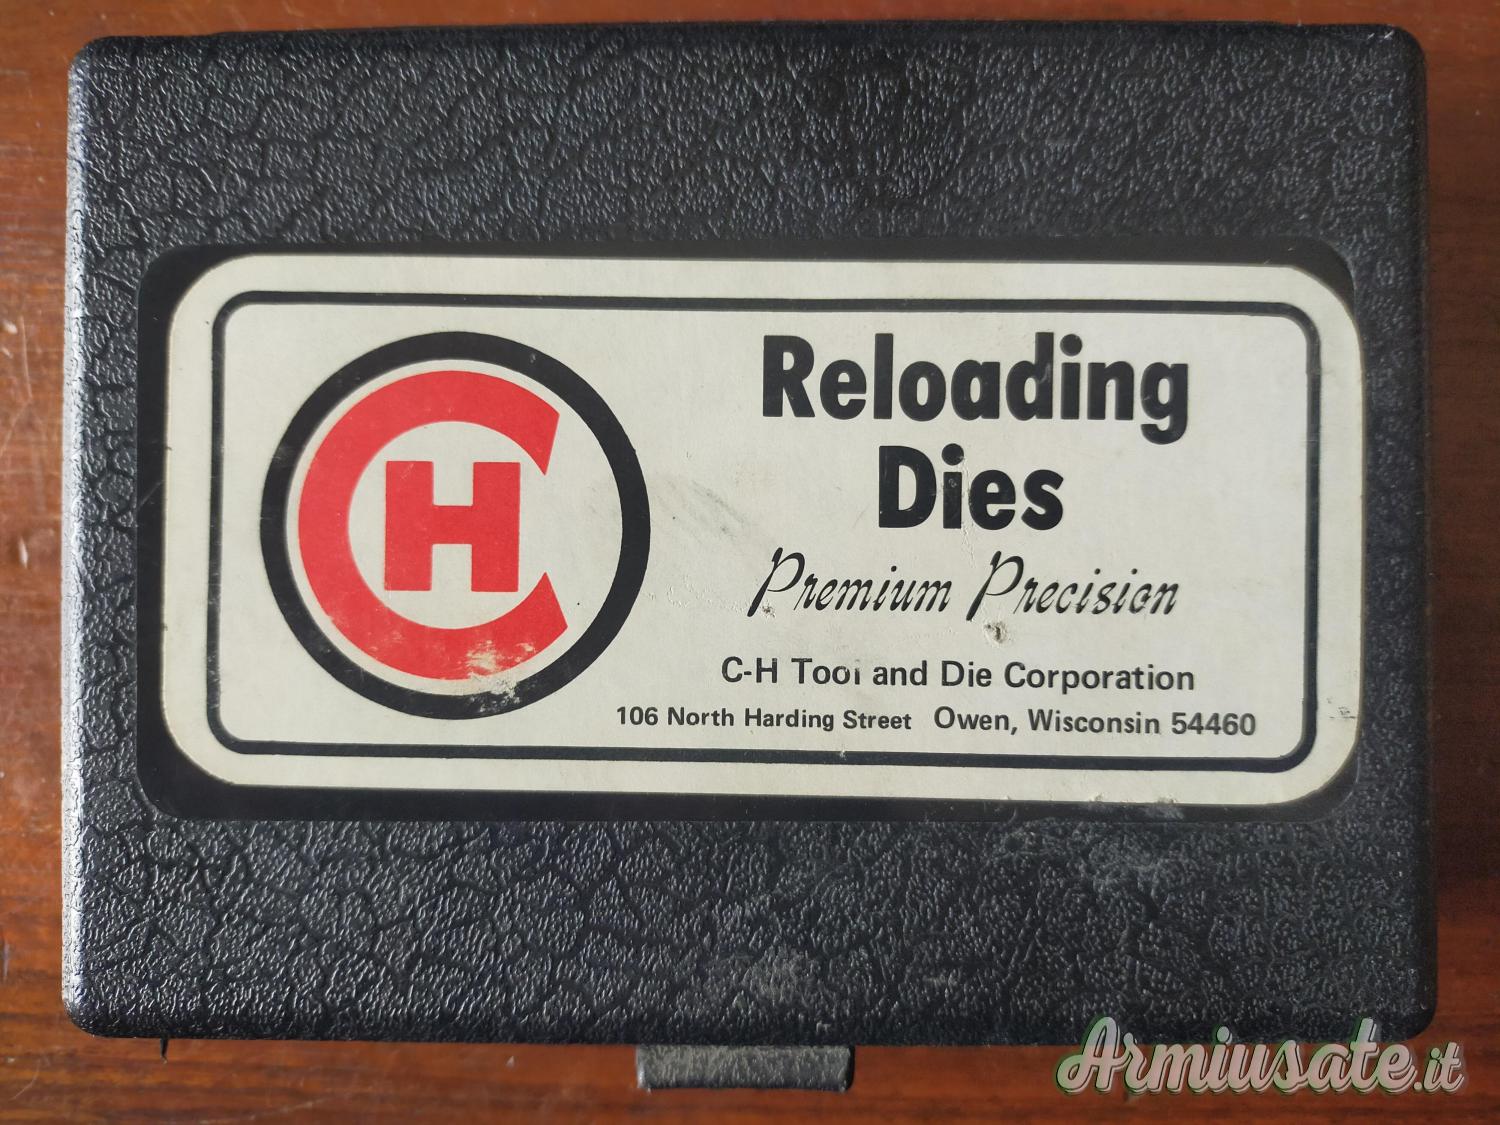 CH
Reloading
Dies
Premium Precision
C-H Tool and Die Corporation
106 North Harding Street Owen, Wisconsin 54460
Armiusate.it